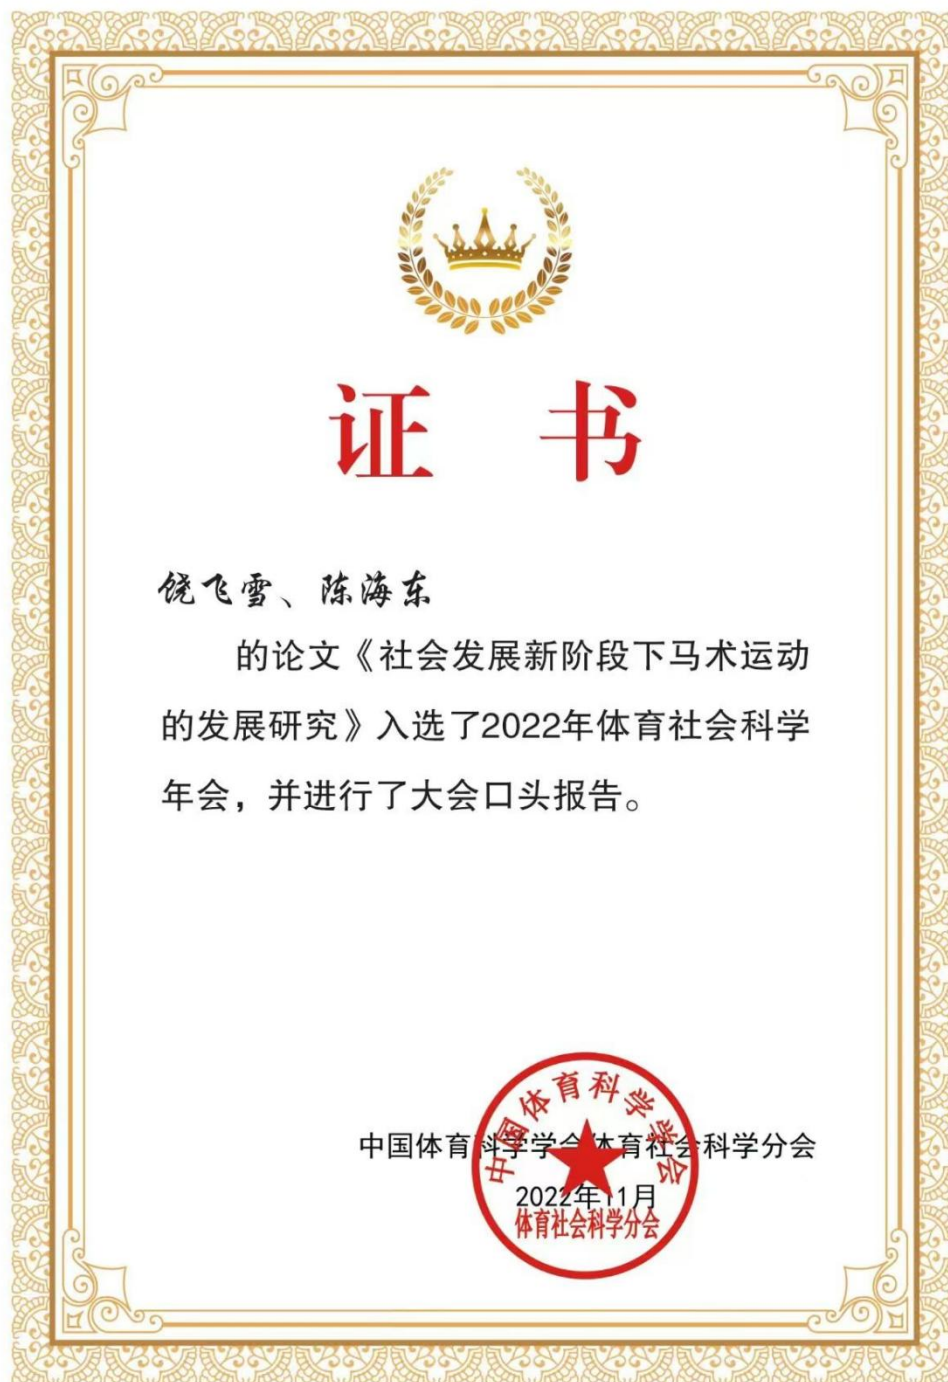 证 书
饶飞雪、陈海东
的论文《社会发展新阶段下马术运动
的发展研究》入选了2022年体育社会科学
年会，并进行了大会口头报告。
中国体育科学学会体育社会科学分会
2022年11月
中国体育科学学会
体育社会科学分会